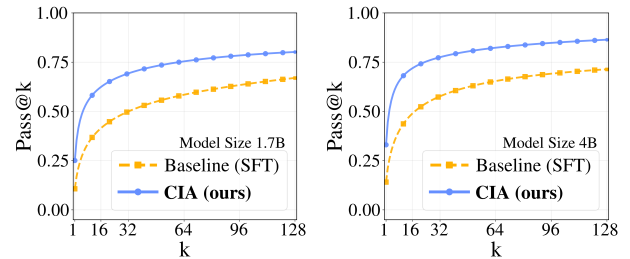 1.00
0.75
0.50
0.25
0.00
Pass@k
Model Size 1.7B
Baseline (SFT)
CIA (ours)
1 16 32 64 96 128
k
1.00
0.75
0.50
0.25
0.00
Pass@k
Model Size 4B
Baseline (SFT)
CIA (ours)
1 16 32 64 96 128
k